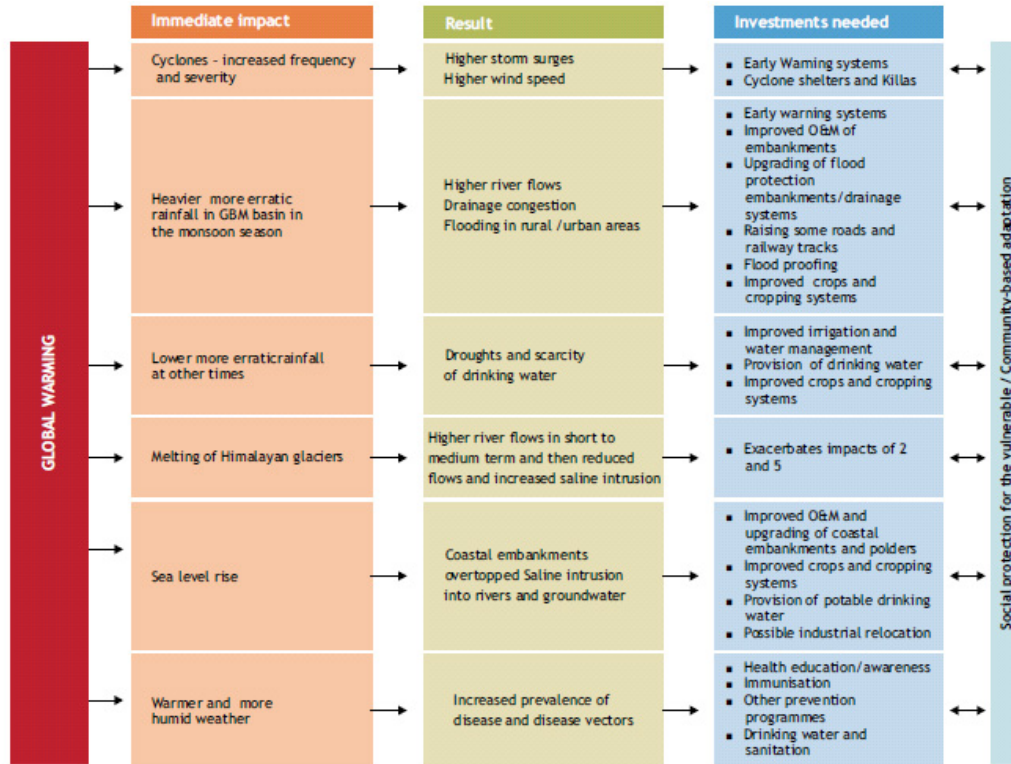 Immediate impact
Result
Investments needed
GLOBAL WARMING
Cyclones - increased frequency
and severity
Higher storm surges
Higher wind speed
▪ Early Warning systems
▪ Cyclone shelters and Killas
Heavier more erratic
rainfall in GBM basin in
the monsoon season
Higher river flows
Drainage congestion
Flooding in rural /urban areas
▪ Early warning systems
▪ Improved O&M of
embankments
▪ Upgrading of flood
protection
embankments/drainage
systems
▪ Raising some roads and
railway tracks
▪ Flood proofing
▪ Improved crops and
cropping systems
Lower more erraticrainfall
at other times
Droughts and scarcity
of drinking water
▪ Improved irrigation and
water management
▪ Provision of drinking water
▪ Improved crops and cropping
systems
Melting of Himalayan glaciers
Higher river flows in short to
medium term and then reduced
flows and increased saline intrusion
▪ Exacerbates impacts of 2
and 5
Sea level rise
Coastal embankments
overtopped Saline intrusion
into rivers and groundwater
▪ Improved O&M and
upgrading of coastal
embankments and polders
▪ Improved crops and cropping
systems
▪ Provision of potable drinking
water
▪ Possible industrial relocation
Warmer and more
humid weather
Increased prevalence of
disease and disease vectors
▪ Health education/awareness
▪ Immunisation
▪ Other prevention
programmes
▪ Drinking water and
sanitation
Social protection for the vulnerable / Community-based adaptation